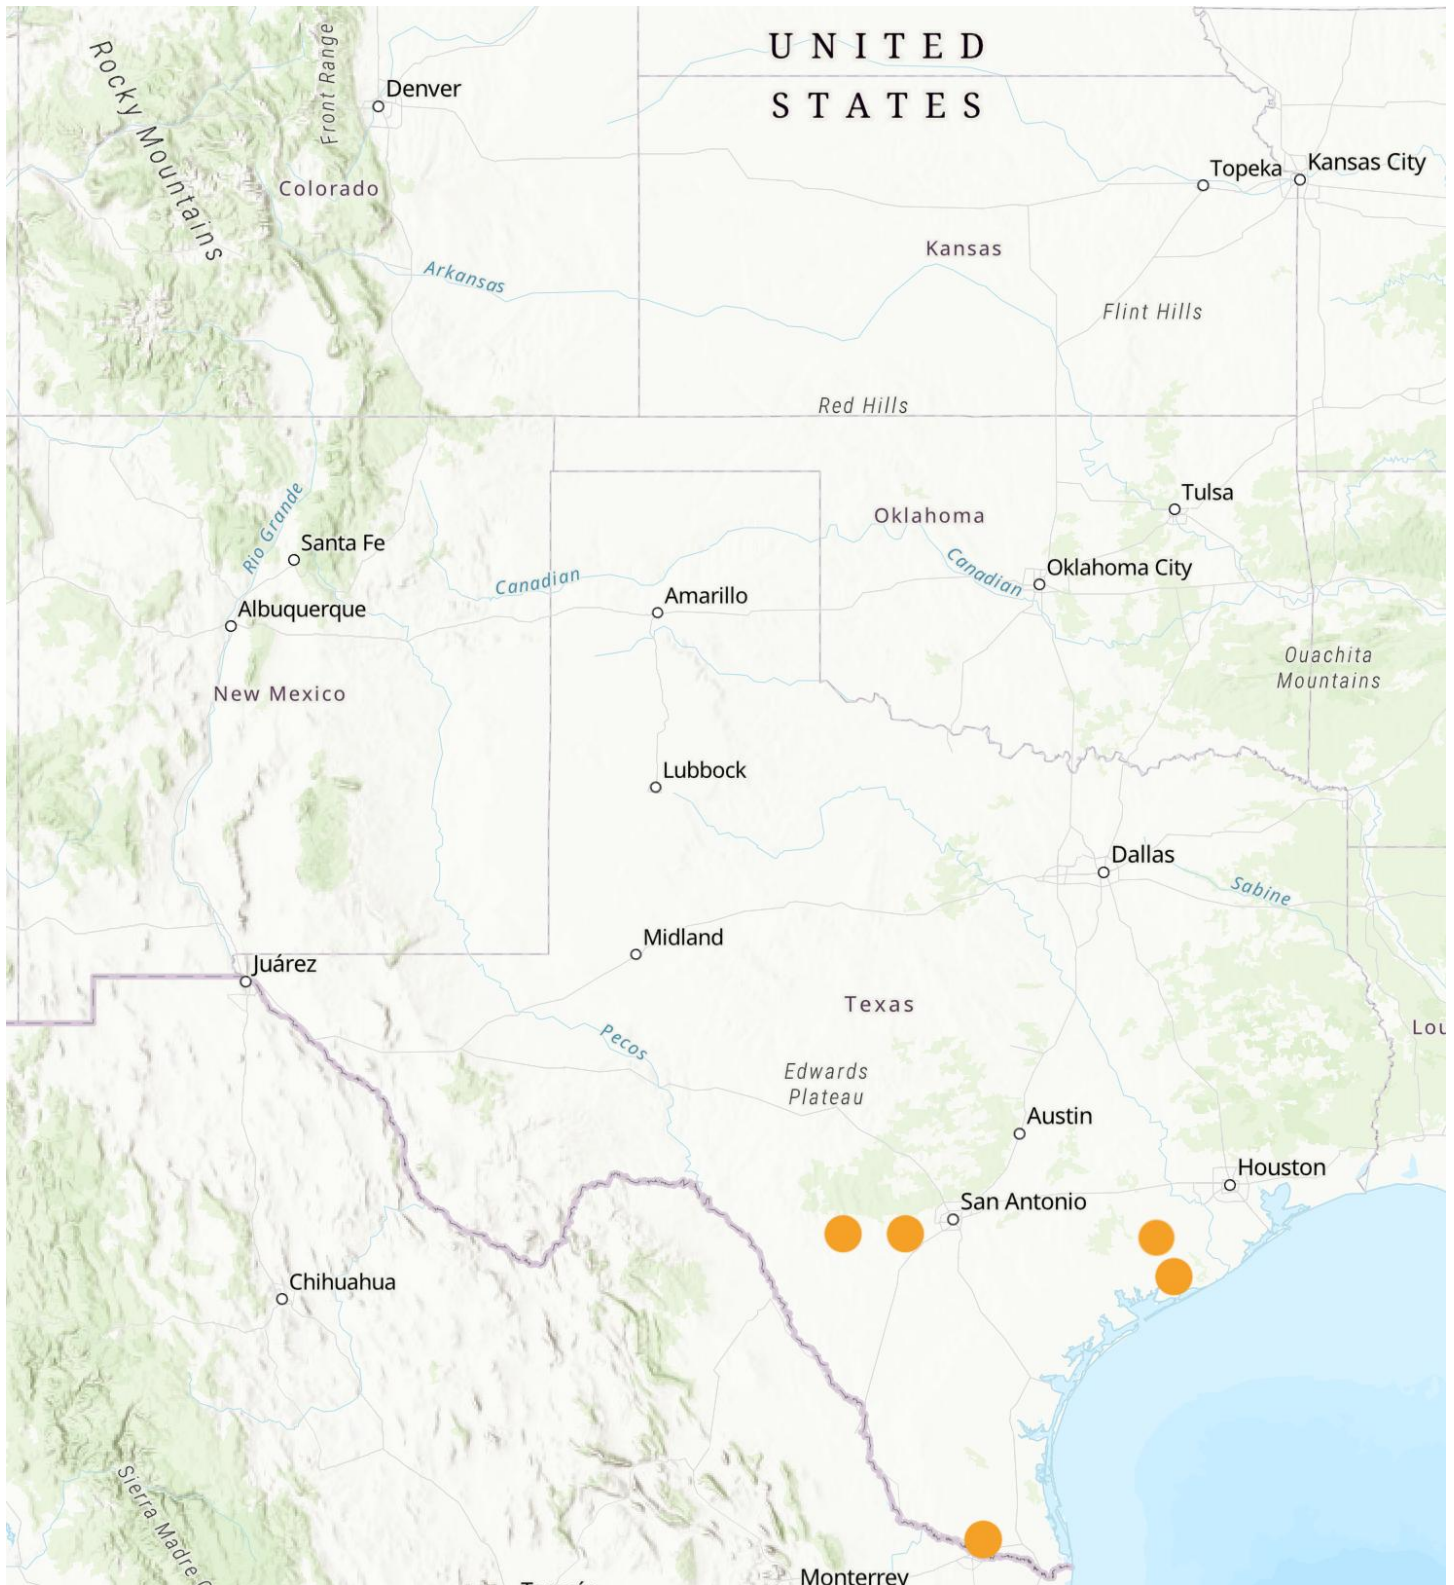 UNITED
STATES
Rocky Mountains
Front Range
Denver
Colorado
Topeka
Kansas City
Kansas
Arkansas
Flint Hills
Red Hills
Tulsa
Oklahoma
Rio Grande
Santa Fe
Canadian
Canadian
Oklahoma City
Amarillo
Albuquerque
Ouachita
Mountains
New Mexico
Lubbock
Dallas
Sabine
Midland
Juárez
Texas
Pecos
Lou
Edwards
Plateau
Austin
Houston
San Antonio
Chihuahua
Sierra Madre
Monterrey